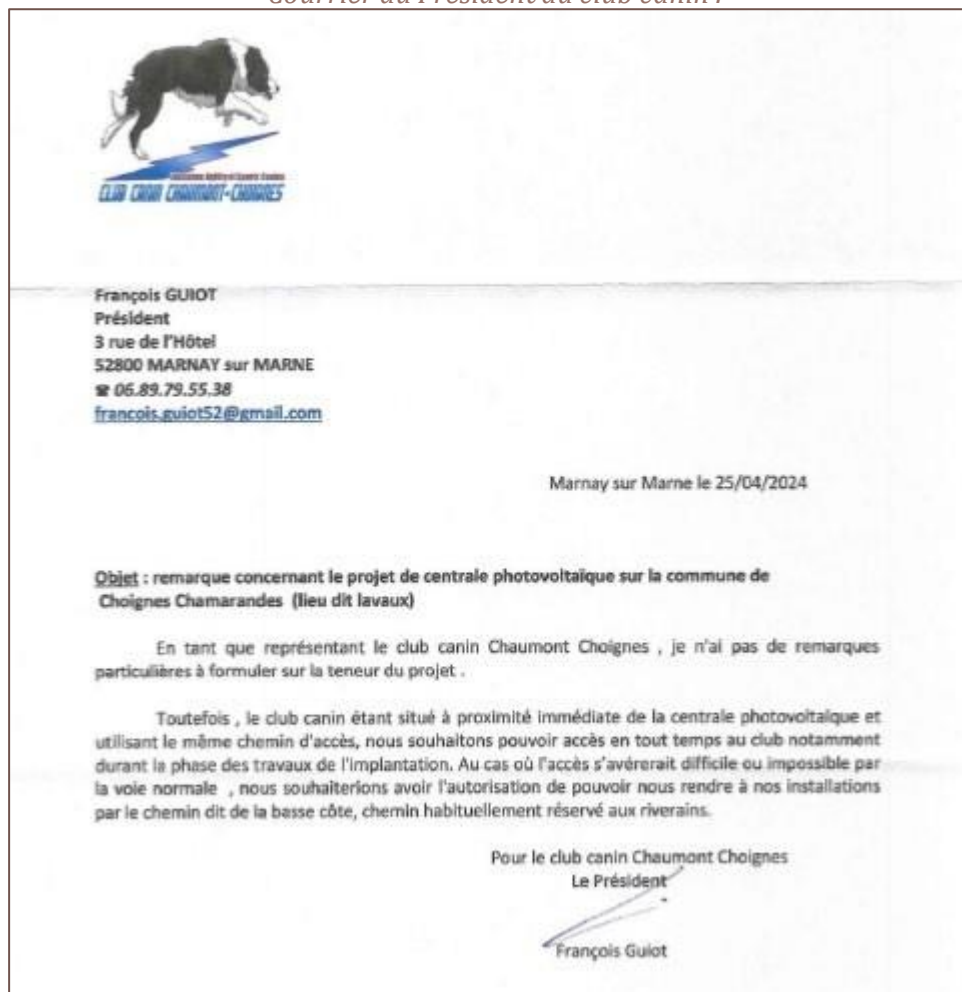 Courrier du Président du club canin :
CLUB CANIN CHAUMONT-CHOIGNES
François GUIOT
Président
3 rue de l'Hôtel
52800 MARNAY sur MARNE
☎ 06.89.79.55.38
francois.guiot52@gmail.com
Marnay sur Marne le 25/04/2024
Objet : remarque concernant le projet de centrale photovoltaïque sur la commune de
Choignes Chamarandes (lieu dit lavaux)
En tant que représentant le club canin Chaumont Choignes , je n'ai pas de remarques
particulières à formuler sur la teneur du projet .
Toutefois , le club canin étant situé à proximité immédiate de la centrale photovoltaïque et
utilisant le même chemin d'accès, nous souhaitons pouvoir accès en tout temps au club notamment
durant la phase des travaux de l'implantation. Au cas où l'accès s'avérerait difficile ou impossible par
la voie normale , nous souhaiterions avoir l'autorisation de pouvoir nous rendre à nos installations
par le chemin dit de la basse côte, chemin habituellement réservé aux riverains.
Pour le club canin Chaumont Choignes
Le Président
François Guiot